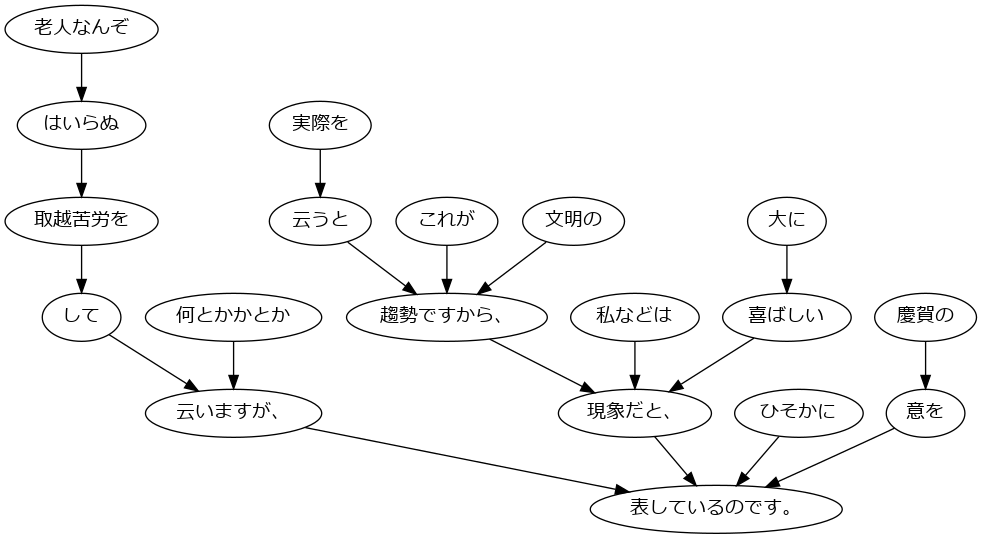 老人なんぞ
はいらぬ
実際を
取越苦労を
云うと
これが
文明の
大に
して
何とかかとか
趨勢ですから、
私などは
喜ばしい
慶賀の
云いますが、
現象だと、
ひそかに
意を
表しているのです。